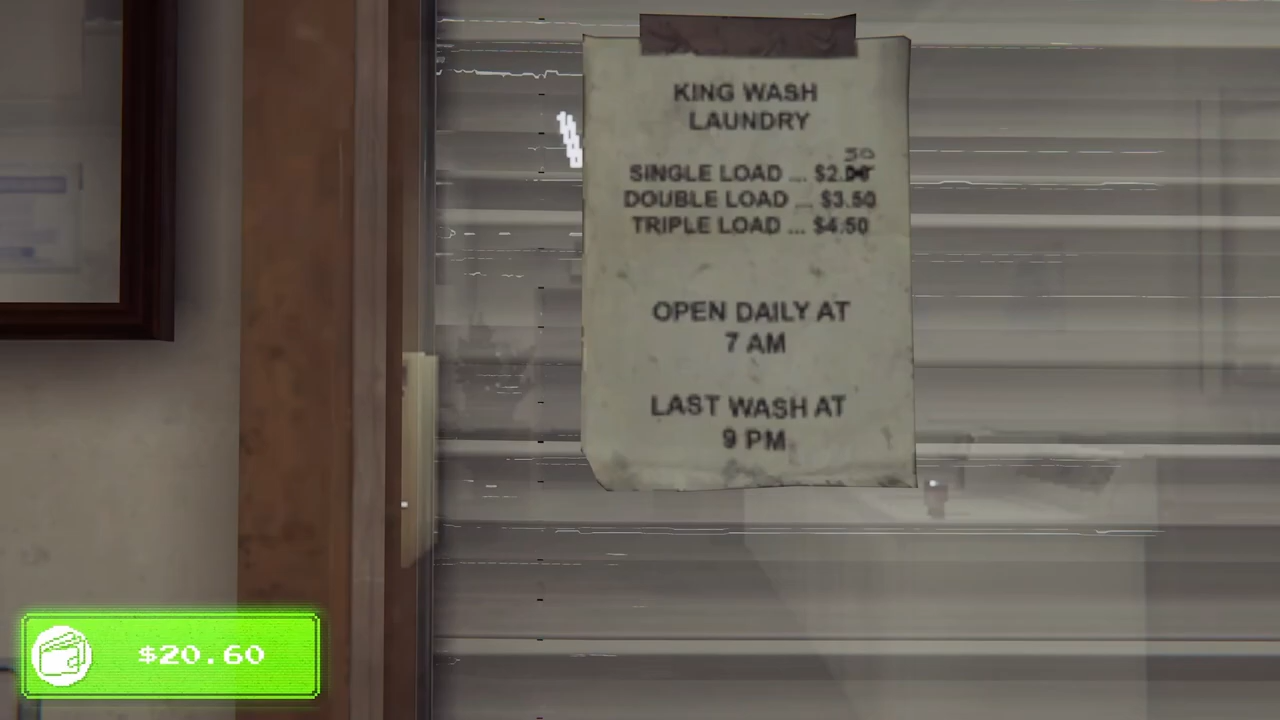 KING WASH
LAUNDRY
50
SINGLE LOAD ... $2.00
DOUBLE LOAD ... $3.50
TRIPLE LOAD ... $4.50
OPEN DAILY AT
7 AM
LAST WASH AT
9 PM
$20.60